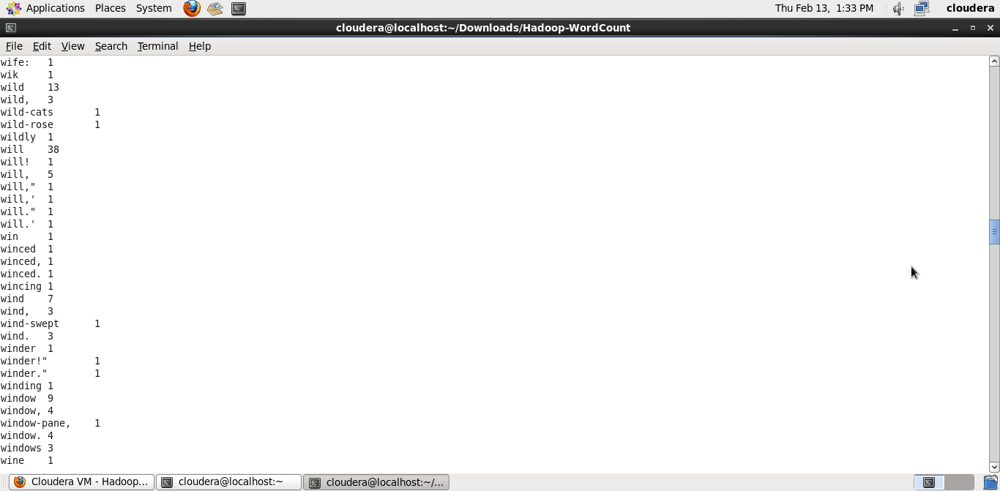 Applications Places System Thu Feb 13, 1:33 PM cloudera
cloudera@localhost:~/Downloads/Hadoop-WordCount
File Edit View Search Terminal Help
wife: 1
wik 1
wild 13
wild, 3
wild-cats 1
wild-rose 1
wildly 1
will 38
will! 1
will, 5
will," 1
will,' 1
will." 1
will.' 1
win 1
winced 1
winced, 1
winced. 1
wincing 1
wind 7
wind, 3
wind-swept 1
wind. 3
winder 1
winder!" 1
winder." 1
winding 1
window 9
window, 4
window-pane, 1
window. 4
windows 3
wine 1
Cloudera VM - Hadoop... cloudera@localhost:~ cloudera@localhost:~/...